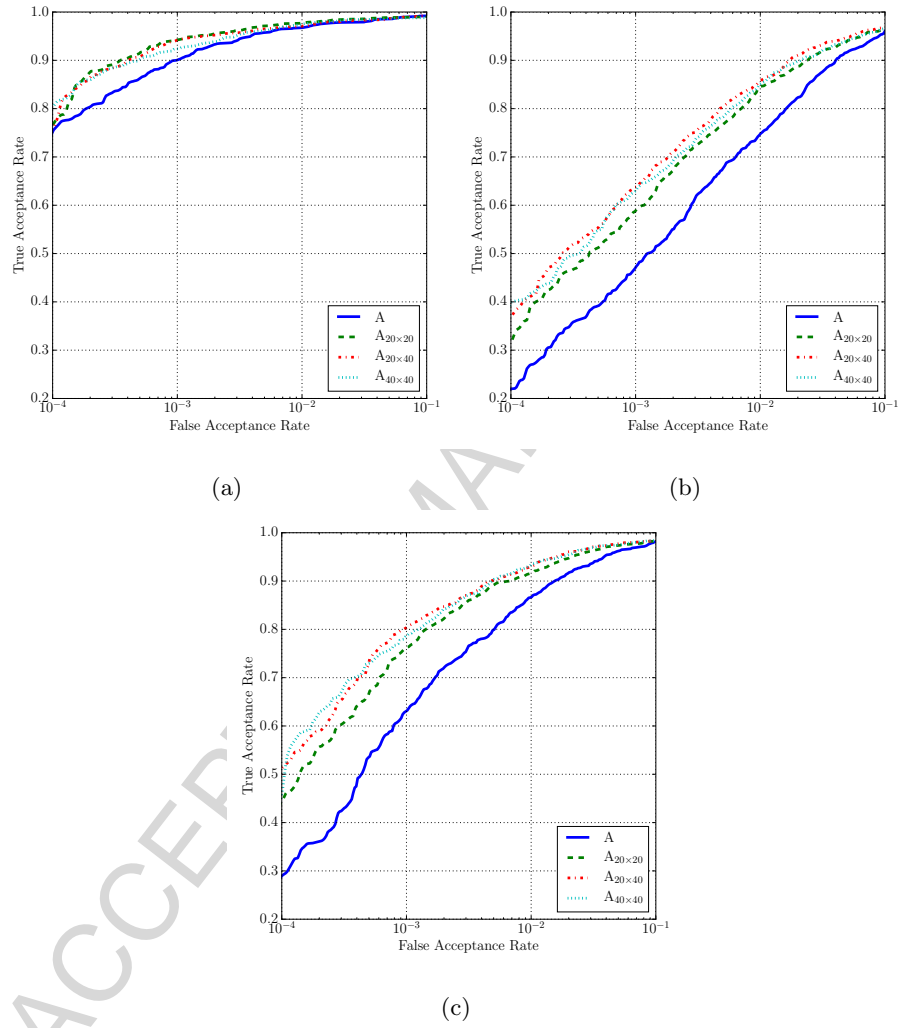 1.0
0.9
0.8
0.7
0.6
0.5
0.4
0.3
0.2
True Acceptance Rate
10⁻⁴
10⁻³
10⁻²
10⁻¹
False Acceptance Rate
A
A₂₀×₂₀
A₂₀×₄₀
A₄₀×₄₀
(a)
1.0
0.9
0.8
0.7
0.6
0.5
0.4
0.3
0.2
True Acceptance Rate
10⁻⁴
10⁻³
10⁻²
10⁻¹
False Acceptance Rate
A
A₂₀×₂₀
A₂₀×₄₀
A₄₀×₄₀
(b)
1.0
0.9
0.8
0.7
0.6
0.5
0.4
0.3
0.2
True Acceptance Rate
10⁻⁴
10⁻³
10⁻²
10⁻¹
False Acceptance Rate
A
A₂₀×₂₀
A₂₀×₄₀
A₄₀×₄₀
(c)